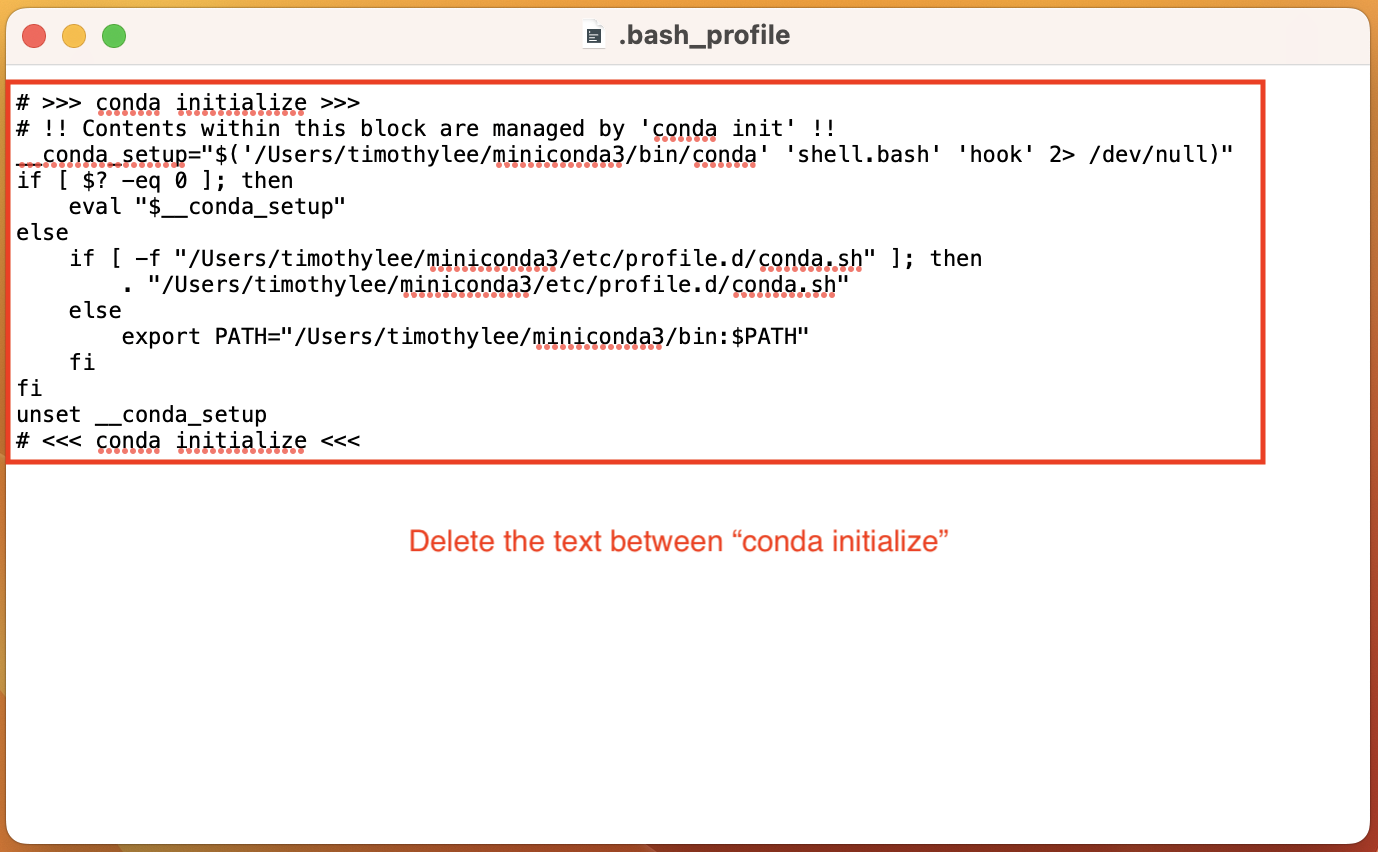 .bash_profile
# >>> conda initialize >>>
# !! Contents within this block are managed by 'conda init' !!
__conda_setup="$('/Users/timothylee/miniconda3/bin/conda' 'shell.bash' 'hook' 2> /dev/null)"
if [ $? -eq 0 ]; then
    eval "$__conda_setup"
else
    if [ -f "/Users/timothylee/miniconda3/etc/profile.d/conda.sh" ]; then
        . "/Users/timothylee/miniconda3/etc/profile.d/conda.sh"
    else
        export PATH="/Users/timothylee/miniconda3/bin:$PATH"
    fi
fi
unset __conda_setup
# <<< conda initialize <<<
Delete the text between “conda initialize”